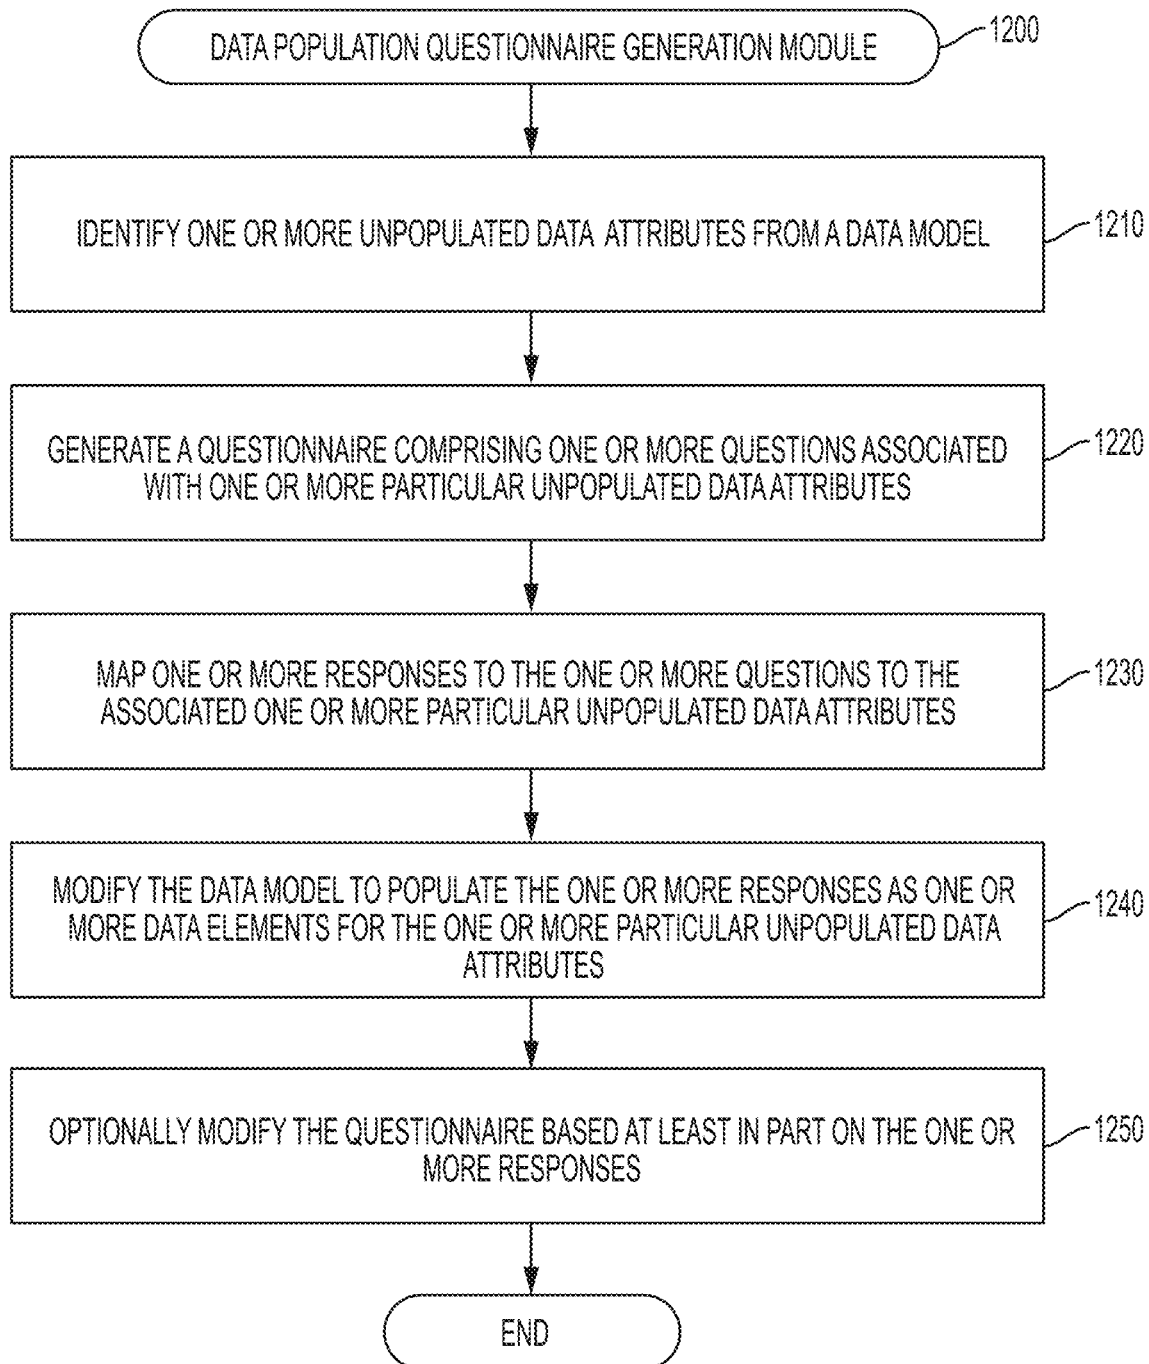 DATA POPULATION QUESTIONNAIRE GENERATION MODULE
1200
IDENTIFY ONE OR MORE UNPOPULATED DATA ATTRIBUTES FROM A DATA MODEL
1210
GENERATE A QUESTIONNAIRE COMPRISING ONE OR MORE QUESTIONS ASSOCIATED
WITH ONE OR MORE PARTICULAR UNPOPULATED DATA ATTRIBUTES
1220
MAP ONE OR MORE RESPONSES TO THE ONE OR MORE QUESTIONS TO THE
ASSOCIATED ONE OR MORE PARTICULAR UNPOPULATED DATA ATTRIBUTES
1230
MODIFY THE DATA MODEL TO POPULATE THE ONE OR MORE RESPONSES AS ONE OR
MORE DATA ELEMENTS FOR THE ONE OR MORE PARTICULAR UNPOPULATED DATA
ATTRIBUTES
1240
OPTIONALLY MODIFY THE QUESTIONNAIRE BASED AT LEAST IN PART ON THE ONE OR
MORE RESPONSES
1250
END